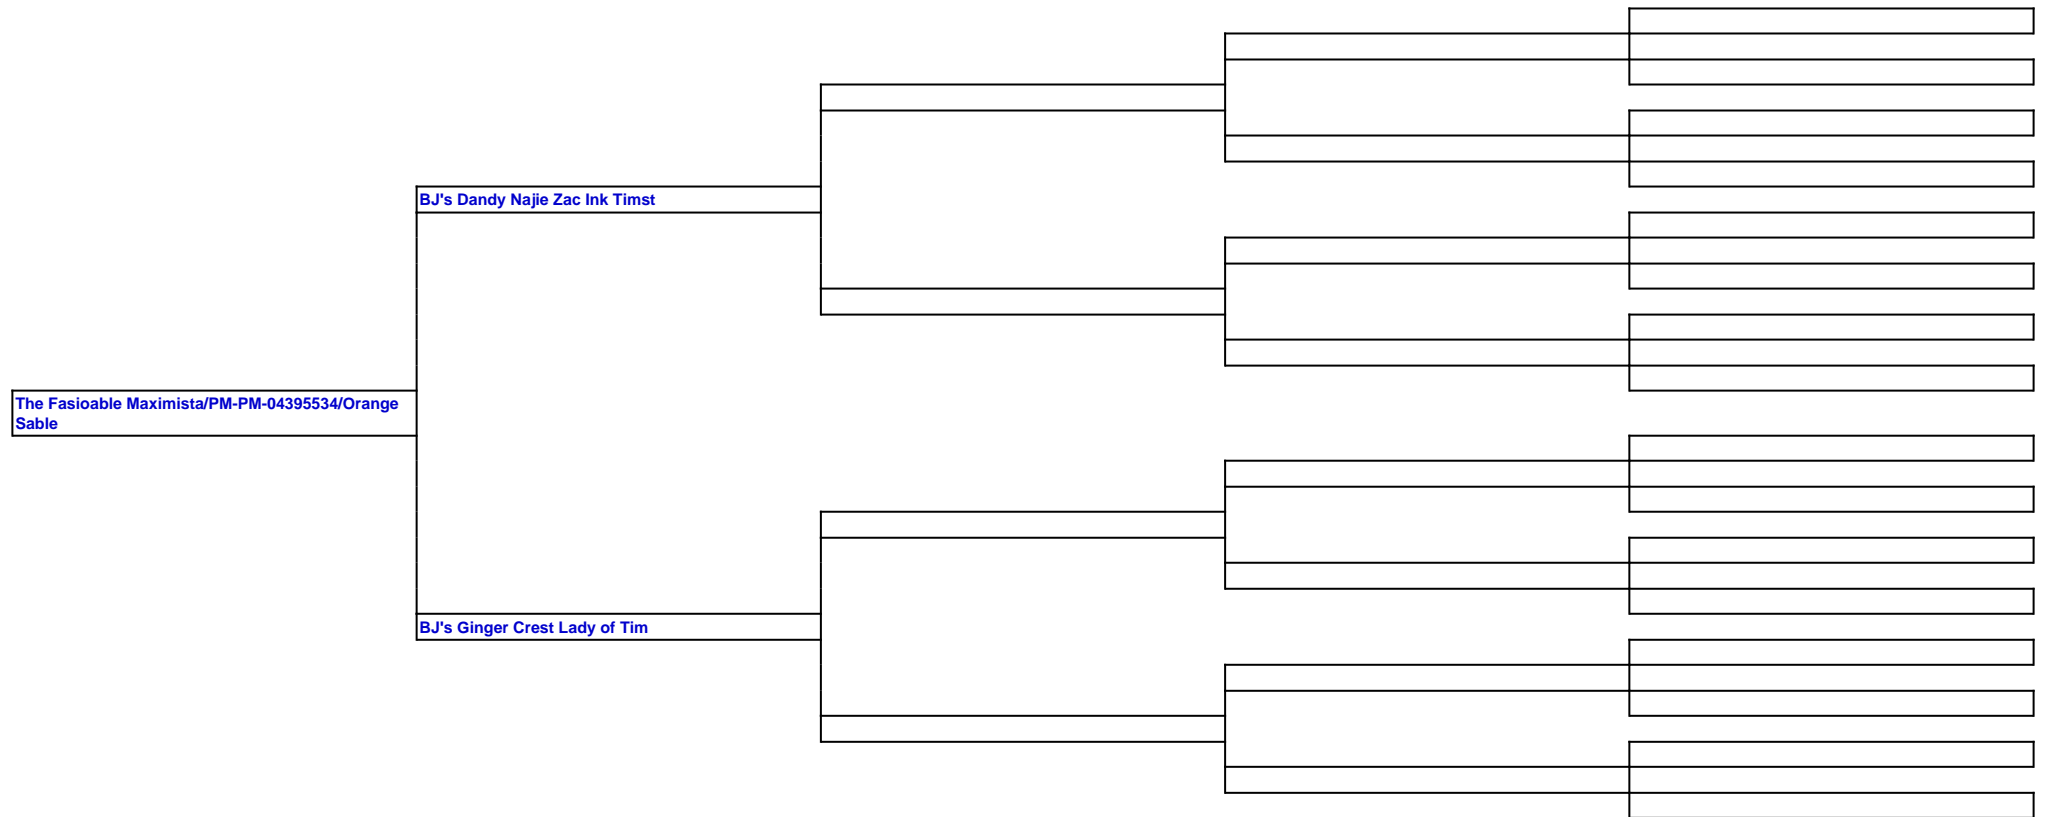 BJ's Dandy Najie Zac Ink Timst
The Fasioable Maximista/PM-PM-04395534/Orange
Sable
BJ's Ginger Crest Lady of Tim